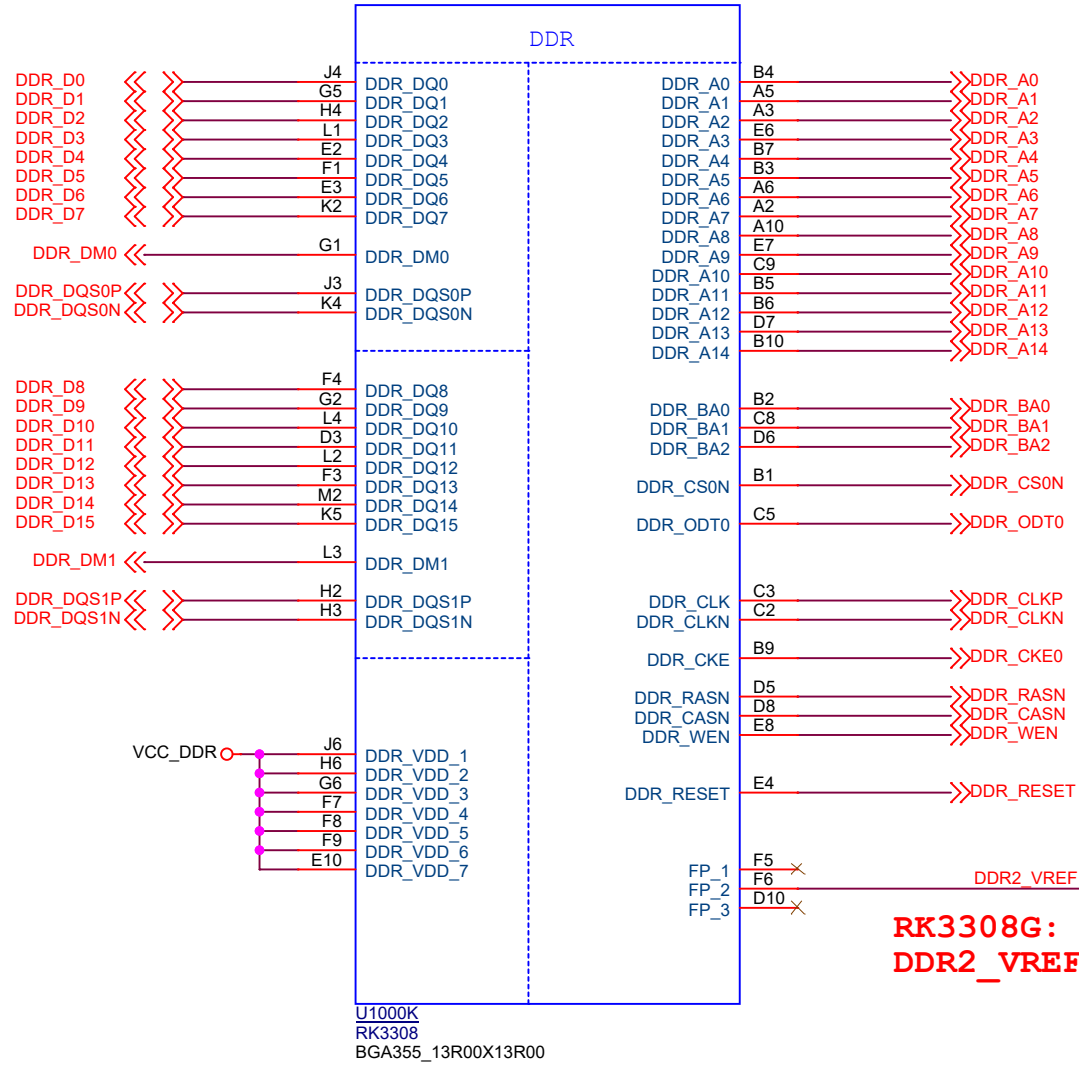 DDR
DDR_D0 J4 DDR_DQ0
DDR_D1 G5 DDR_DQ1
DDR_D2 H4 DDR_DQ2
DDR_D3 L1 DDR_DQ3
DDR_D4 E2 DDR_DQ4
DDR_D5 F1 DDR_DQ5
DDR_D6 E3 DDR_DQ6
DDR_D7 K2 DDR_DQ7
DDR_DM0 G1 DDR_DM0
DDR_DQS0P J3 DDR_DQS0P
DDR_DQS0N K4 DDR_DQS0N
DDR_D8 F4 DDR_DQ8
DDR_D9 G2 DDR_DQ9
DDR_D10 L4 DDR_DQ10
DDR_D11 D3 DDR_DQ11
DDR_D12 L2 DDR_DQ12
DDR_D13 F3 DDR_DQ13
DDR_D14 M2 DDR_DQ14
DDR_D15 K5 DDR_DQ15
DDR_DM1 L3 DDR_DM1
DDR_DQS1P H2 DDR_DQS1P
DDR_DQS1N H3 DDR_DQS1N
VCC_DDR J6 DDR_VDD_1
H6 DDR_VDD_2
G6 DDR_VDD_3
F7 DDR_VDD_4
F8 DDR_VDD_5
F9 DDR_VDD_6
E10 DDR_VDD_7
DDR_A0 B4 DDR_A0
DDR_A1 A5 DDR_A1
DDR_A2 A3 DDR_A2
DDR_A3 E6 DDR_A3
DDR_A4 B7 DDR_A4
DDR_A5 B3 DDR_A5
DDR_A6 A6 DDR_A6
DDR_A7 A2 DDR_A7
DDR_A8 A10 DDR_A8
DDR_A9 E7 DDR_A9
DDR_A10 C9 DDR_A10
DDR_A11 B5 DDR_A11
DDR_A12 B6 DDR_A12
DDR_A13 D7 DDR_A13
DDR_A14 B10 DDR_A14
DDR_BA0 B2 DDR_BA0
DDR_BA1 C8 DDR_BA1
DDR_BA2 D6 DDR_BA2
DDR_CS0N B1 DDR_CS0N
DDR_ODT0 C5 DDR_ODT0
DDR_CLK C3 DDR_CLKP
DDR_CLKN C2 DDR_CLKN
DDR_CKE B9 DDR_CKE0
DDR_RASN D5 DDR_RASN
DDR_CASN D8 DDR_CASN
DDR_WEN E8 DDR_WEN
DDR_RESET E4 DDR_RESET
FP_1 F5
FP_2 F6 DDR2_VREF
FP_3 D10
RK3308G:
DDR2_VREF
U1000K
RK3308
BGA355_13R00X13R00